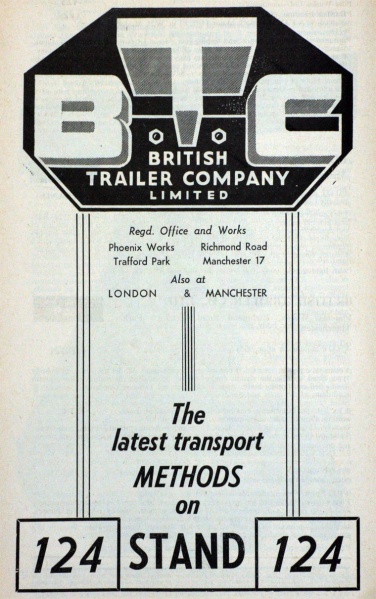 BTC
BRITISH
TRAILER COMPANY
LIMITED
Regd. Office and Works
Phoenix Works Richmond Road
Trafford Park Manchester 17
Also at
LONDON & MANCHESTER
The
latest transport
METHODS
on
124 STAND 124